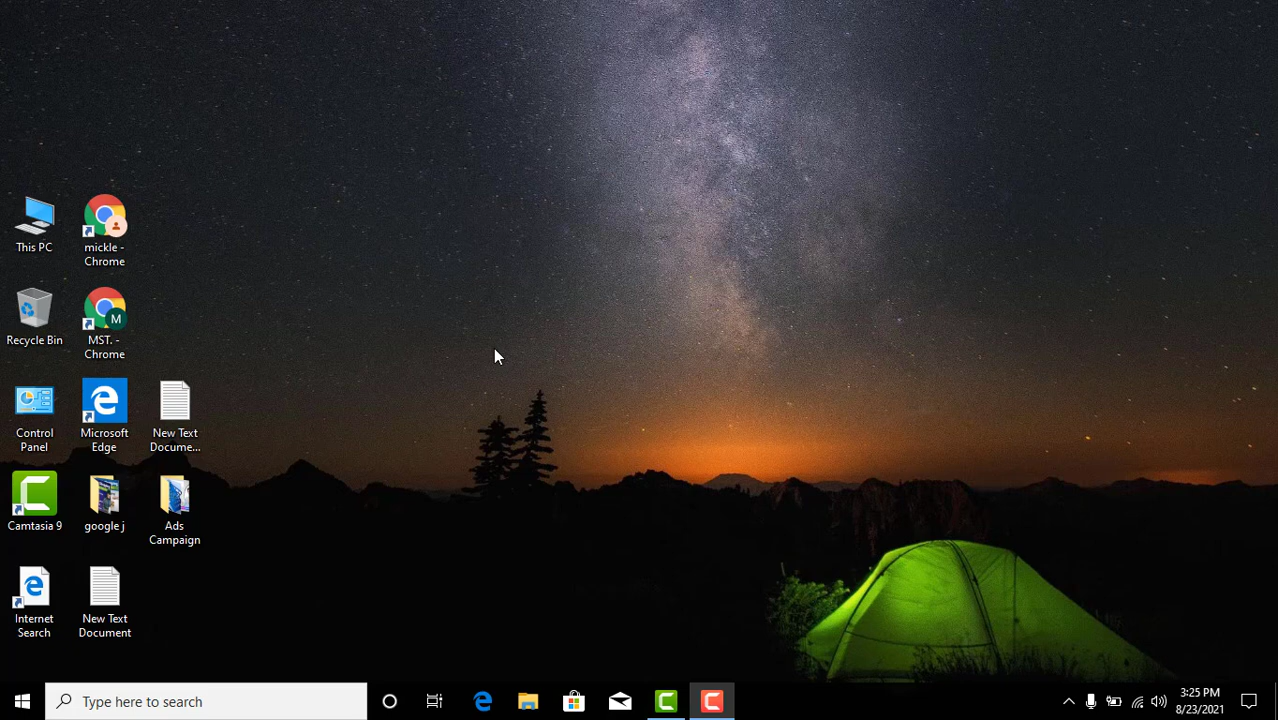 This PC
mickle -
Chrome
Recycle Bin
M
MST. -
Chrome
Control
Panel
Microsoft
Edge
New Text
Docume...
Camtasia 9
google j
Ads
Campaign
Internet
Search
New Text
Document
Type here to search
3:25 PM
8/23/2021